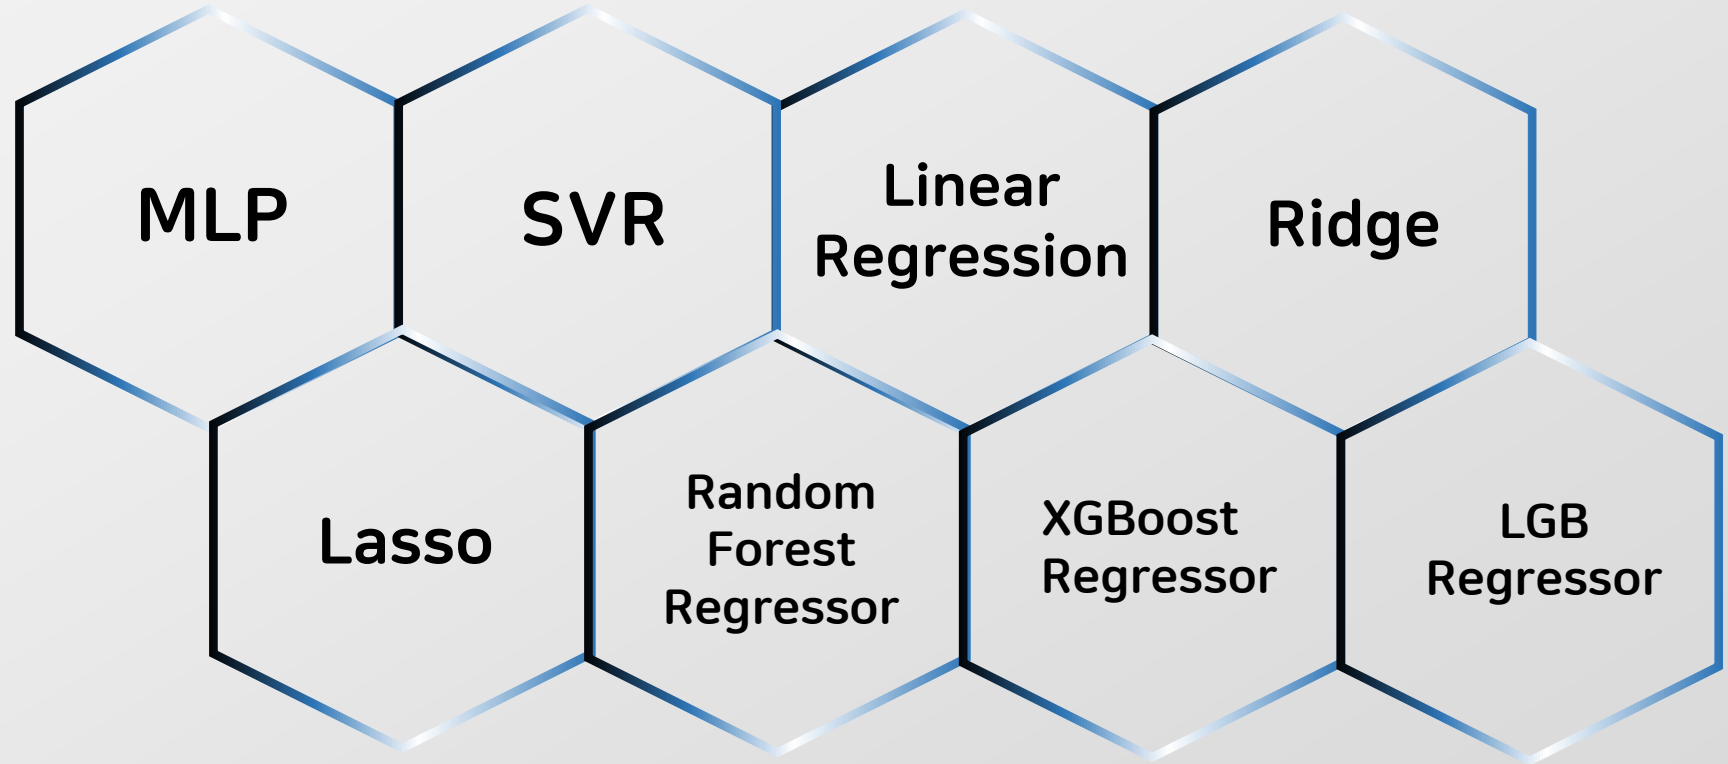 MLP
SVR
Linear
Regression
Ridge
Lasso
Random
Forest
Regressor
XGBoost
Regressor
LGB
Regressor